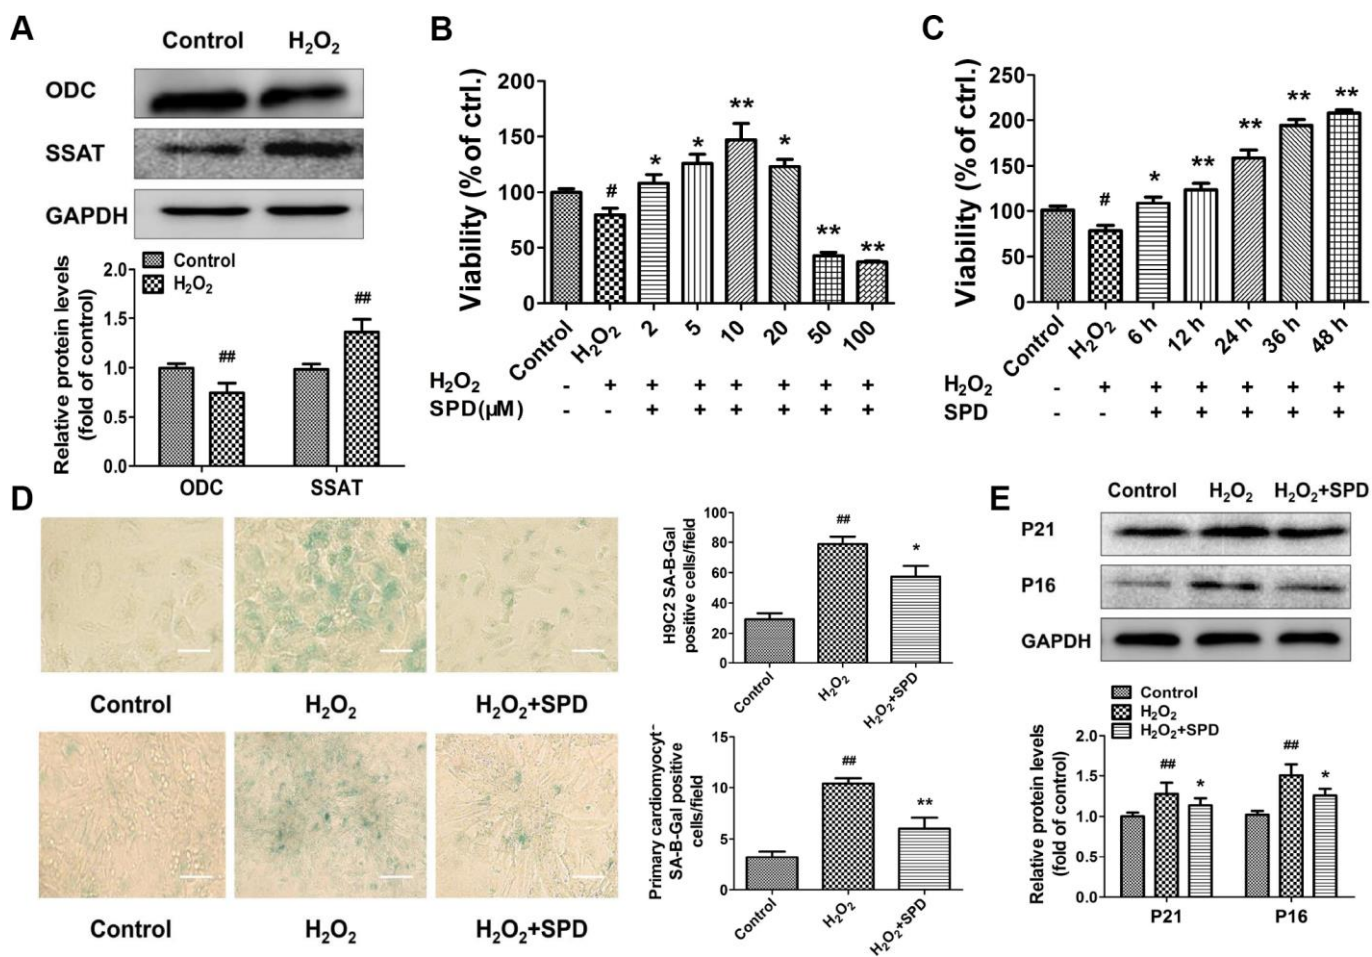 A
Control H₂O₂
ODC
SSAT
GAPDH
Control
H₂O₂
Relative protein levels
(fold of control)
2.0
1.5
1.0
0.5
0.0
##
##
ODC SSAT
B
Viability (% of ctrl.)
200
150
100
50
0
# * * ** * ** **
Control H₂O₂ 2 5 10 20 50 100
H₂O₂ - + + + + + + +
SPD(μM) - - + + + + + +
C
Viability (% of ctrl.)
250
200
150
100
50
0
# * ** ** ** **
Control H₂O₂ 6 h 12 h 24 h 36 h 48 h
H₂O₂ - + + + + + +
SPD - - + + + + +
D
Control H₂O₂ H₂O₂+SPD
Control H₂O₂ H₂O₂+SPD
H9C2 SA-B-Gal
positive cells/field
100
80
60
40
20
0
## *
Control H₂O₂ H₂O₂+SPD
Primary cardiomyocyt-
SA-B-Gal positive
cells/field
15
10
5
0
## **
Control H₂O₂ H₂O₂+SPD
E
Control H₂O₂ H₂O₂+SPD
P21
P16
GAPDH
Control
H₂O₂
H₂O₂+SPD
Relative protein levels
(fold of control)
2.0
1.5
1.0
0.5
0.0
## * ## *
P21 P16